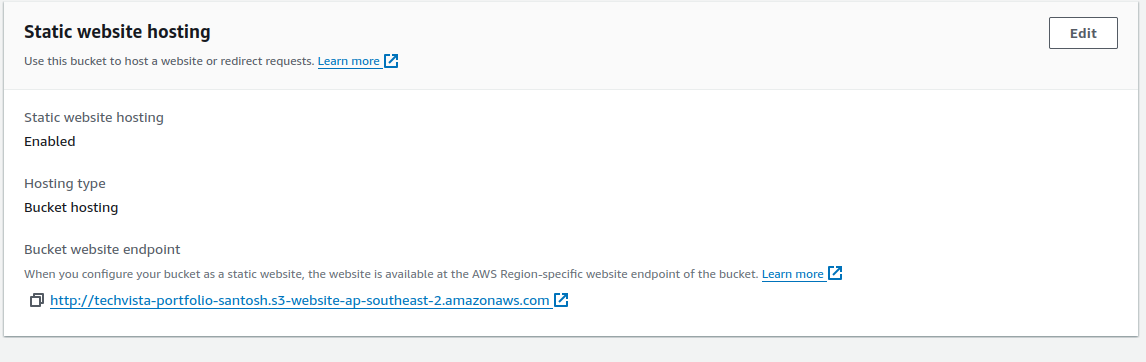 Static website hosting
Edit
Use this bucket to host a website or redirect requests. Learn more
Static website hosting
Enabled
Hosting type
Bucket hosting
Bucket website endpoint
When you configure your bucket as a static website, the website is available at the AWS Region-specific website endpoint of the bucket. Learn more
http://techvista-portfolio-santosh.s3-website-ap-southeast-2.amazonaws.com